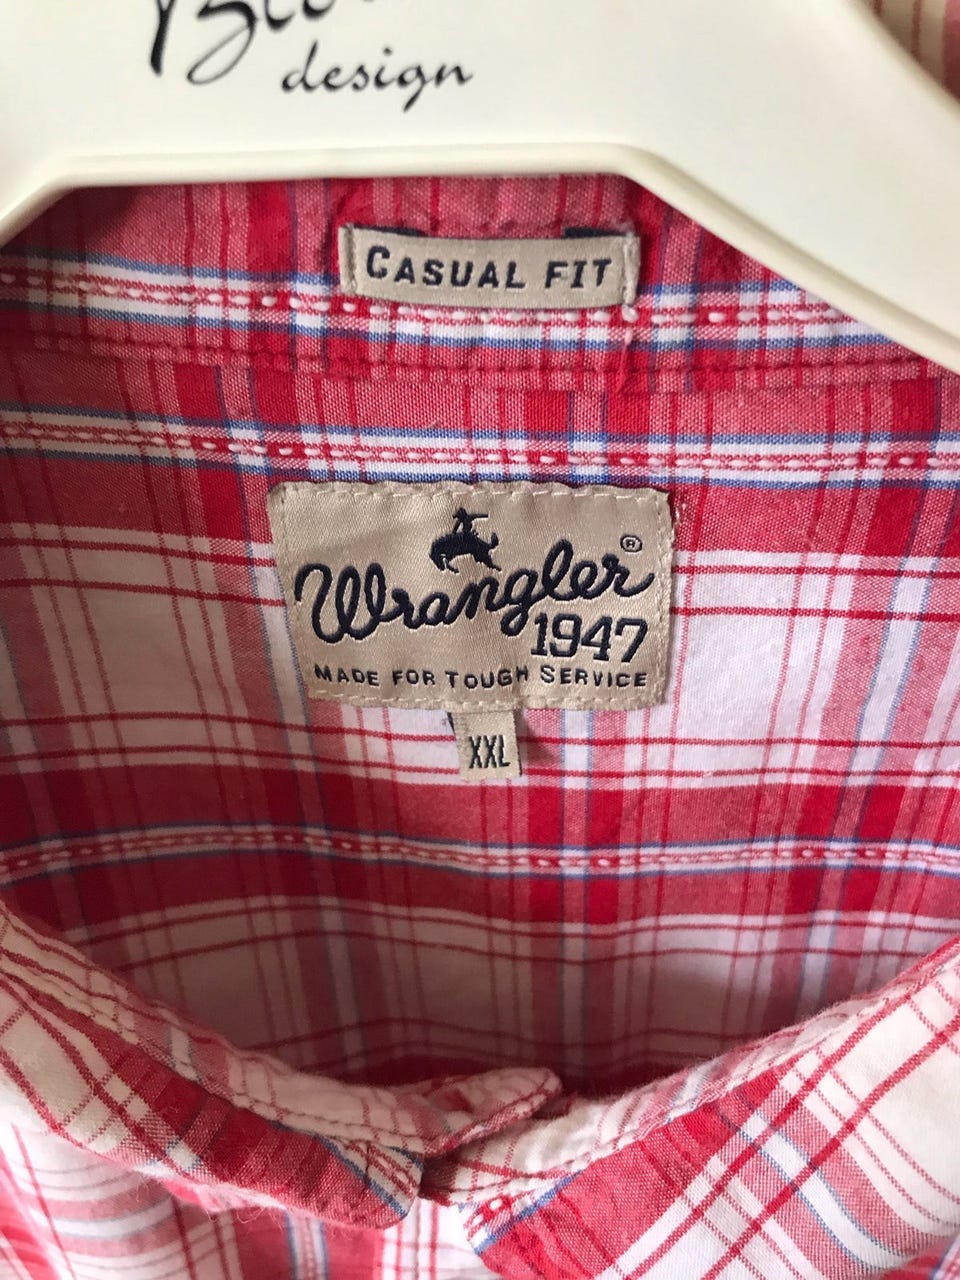 design
CASUAL FIT
Wrangler®
1947
MADE FOR TOUGH SERVICE
XXL